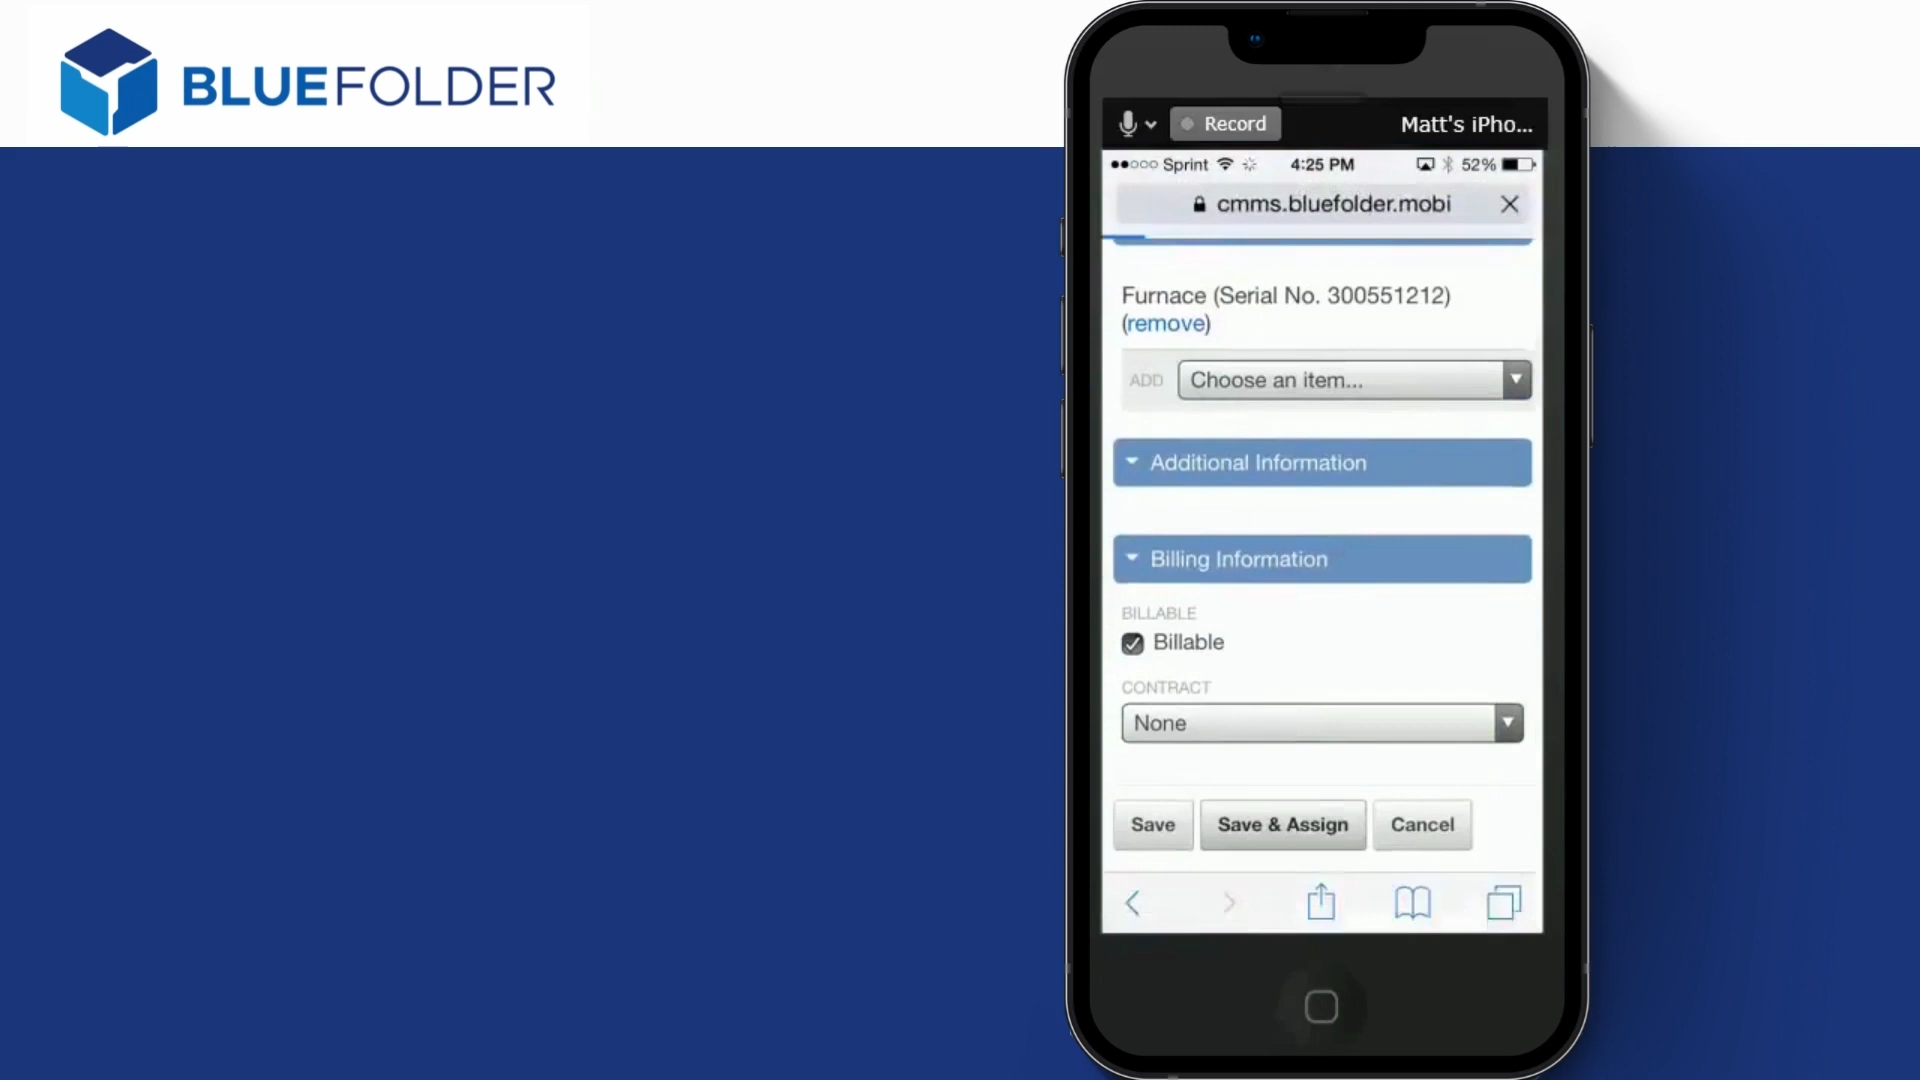 BLUEFOLDER
Record
Matt's iPho...
Sprint 4:25 PM 52%
cmms.bluefolder.mobi
Furnace (Serial No. 300551212)
(remove)
ADD Choose an item...
Additional Information
Billing Information
BILLABLE
Billable
CONTRACT
None
Save Save & Assign Cancel